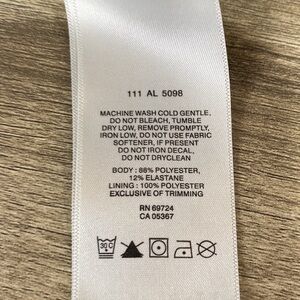 111 AL 5098
MACHINE WASH COLD GENTLE,
DO NOT BLEACH, TUMBLE
DRY LOW, REMOVE PROMPTLY,
IRON LOW, DO NOT USE FABRIC
SOFTENER, IF PRESENT
DO NOT IRON DECAL,
DO NOT DRYCLEAN
BODY : 88% POLYESTER,
12% ELASTANE
LINING : 100% POLYESTER
EXCLUSIVE OF TRIMMING
RN 69724
CA 05367
30°C